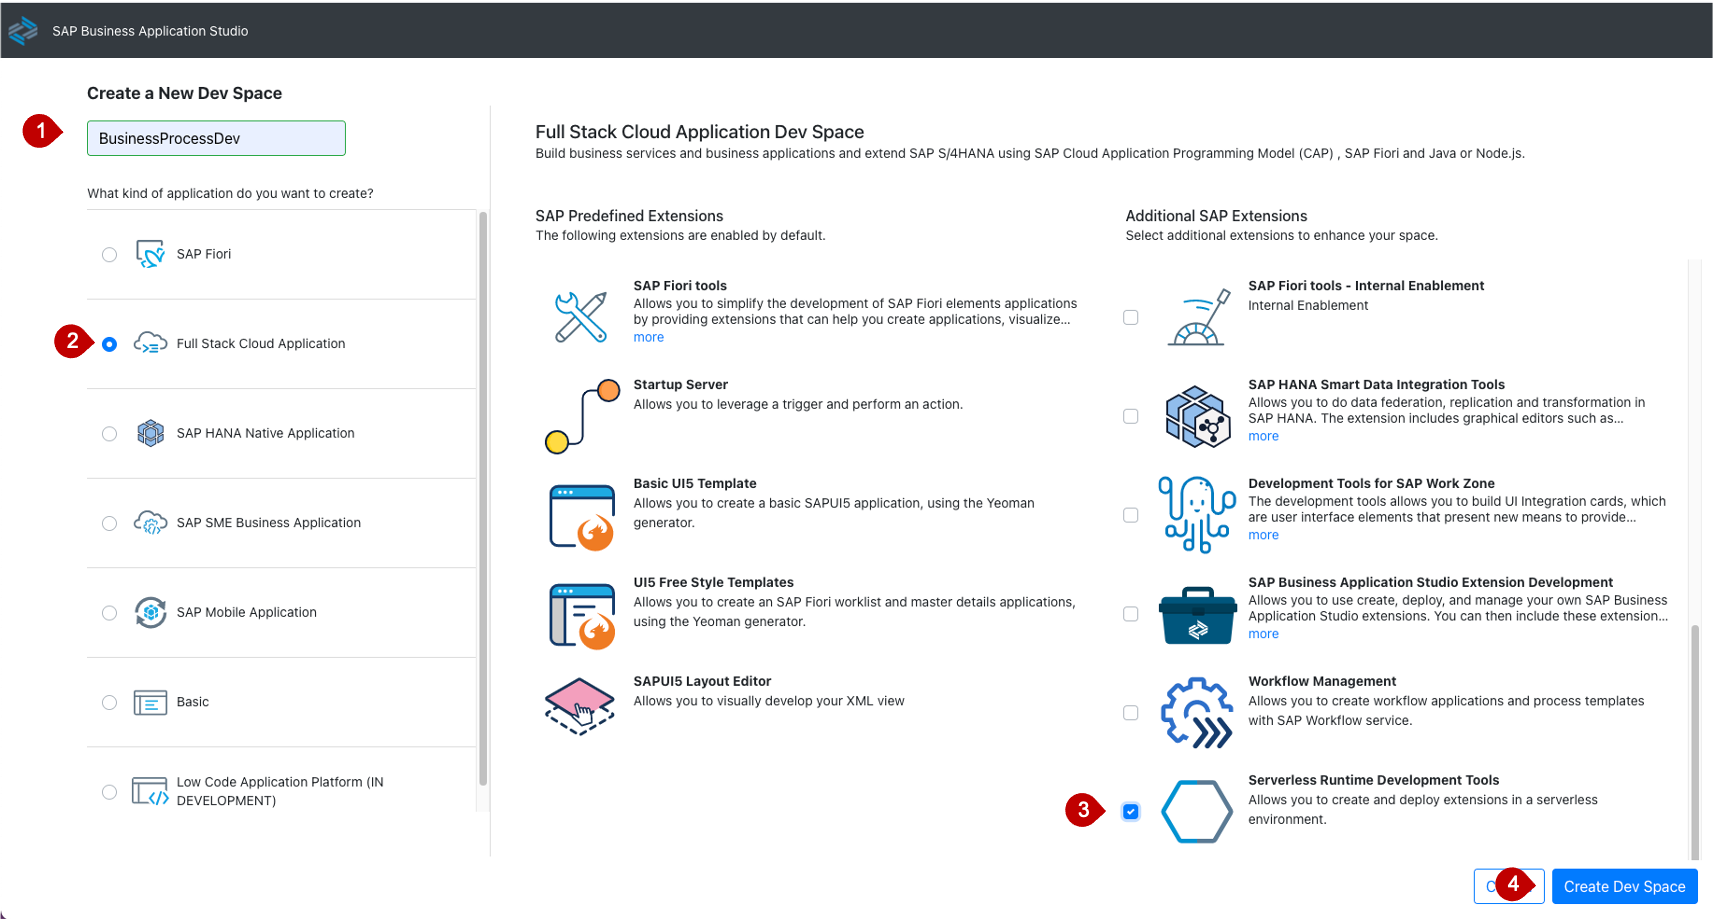 SAP Business Application Studio
Create a New Dev Space
1
BusinessProcessDev
What kind of application do you want to create?
SAP Fiori
2
Full Stack Cloud Application
SAP HANA Native Application
SAP SME Business Application
SAP Mobile Application
Basic
Low Code Application Platform (IN
DEVELOPMENT)
Full Stack Cloud Application Dev Space
Build business services and business applications and extend SAP S/4HANA using SAP Cloud Application Programming Model (CAP) , SAP Fiori and Java or Node.js.
SAP Predefined Extensions
The following extensions are enabled by default.
SAP Fiori tools
Allows you to simplify the development of SAP Fiori elements applications
by providing extensions that can help you create applications, visualize...
more
Startup Server
Allows you to leverage a trigger and perform an action.
Basic UI5 Template
Allows you to create a basic SAPUI5 application, using the Yeoman
generator.
UI5 Free Style Templates
Allows you to create an SAP Fiori worklist and master details applications,
using the Yeoman generator.
SAPUI5 Layout Editor
Allows you to visually develop your XML view
Additional SAP Extensions
Select additional extensions to enhance your space.
SAP Fiori tools - Internal Enablement
Internal Enablement
SAP HANA Smart Data Integration Tools
Allows you to do data federation, replication and transformation in
SAP HANA. The extension includes graphical editors such as...
more
Development Tools for SAP Work Zone
The development tools allows you to build UI Integration cards, which
are user interface elements that present new means to provide...
more
SAP Business Application Studio Extension Development
Allows you to use create, deploy, and manage your own SAP Business
Application Studio extensions. You can then include these extension...
more
Workflow Management
Allows you to create workflow applications and process templates
with SAP Workflow service.
3
Serverless Runtime Development Tools
Allows you to create and deploy extensions in a serverless
environment.
4
Create Dev Space